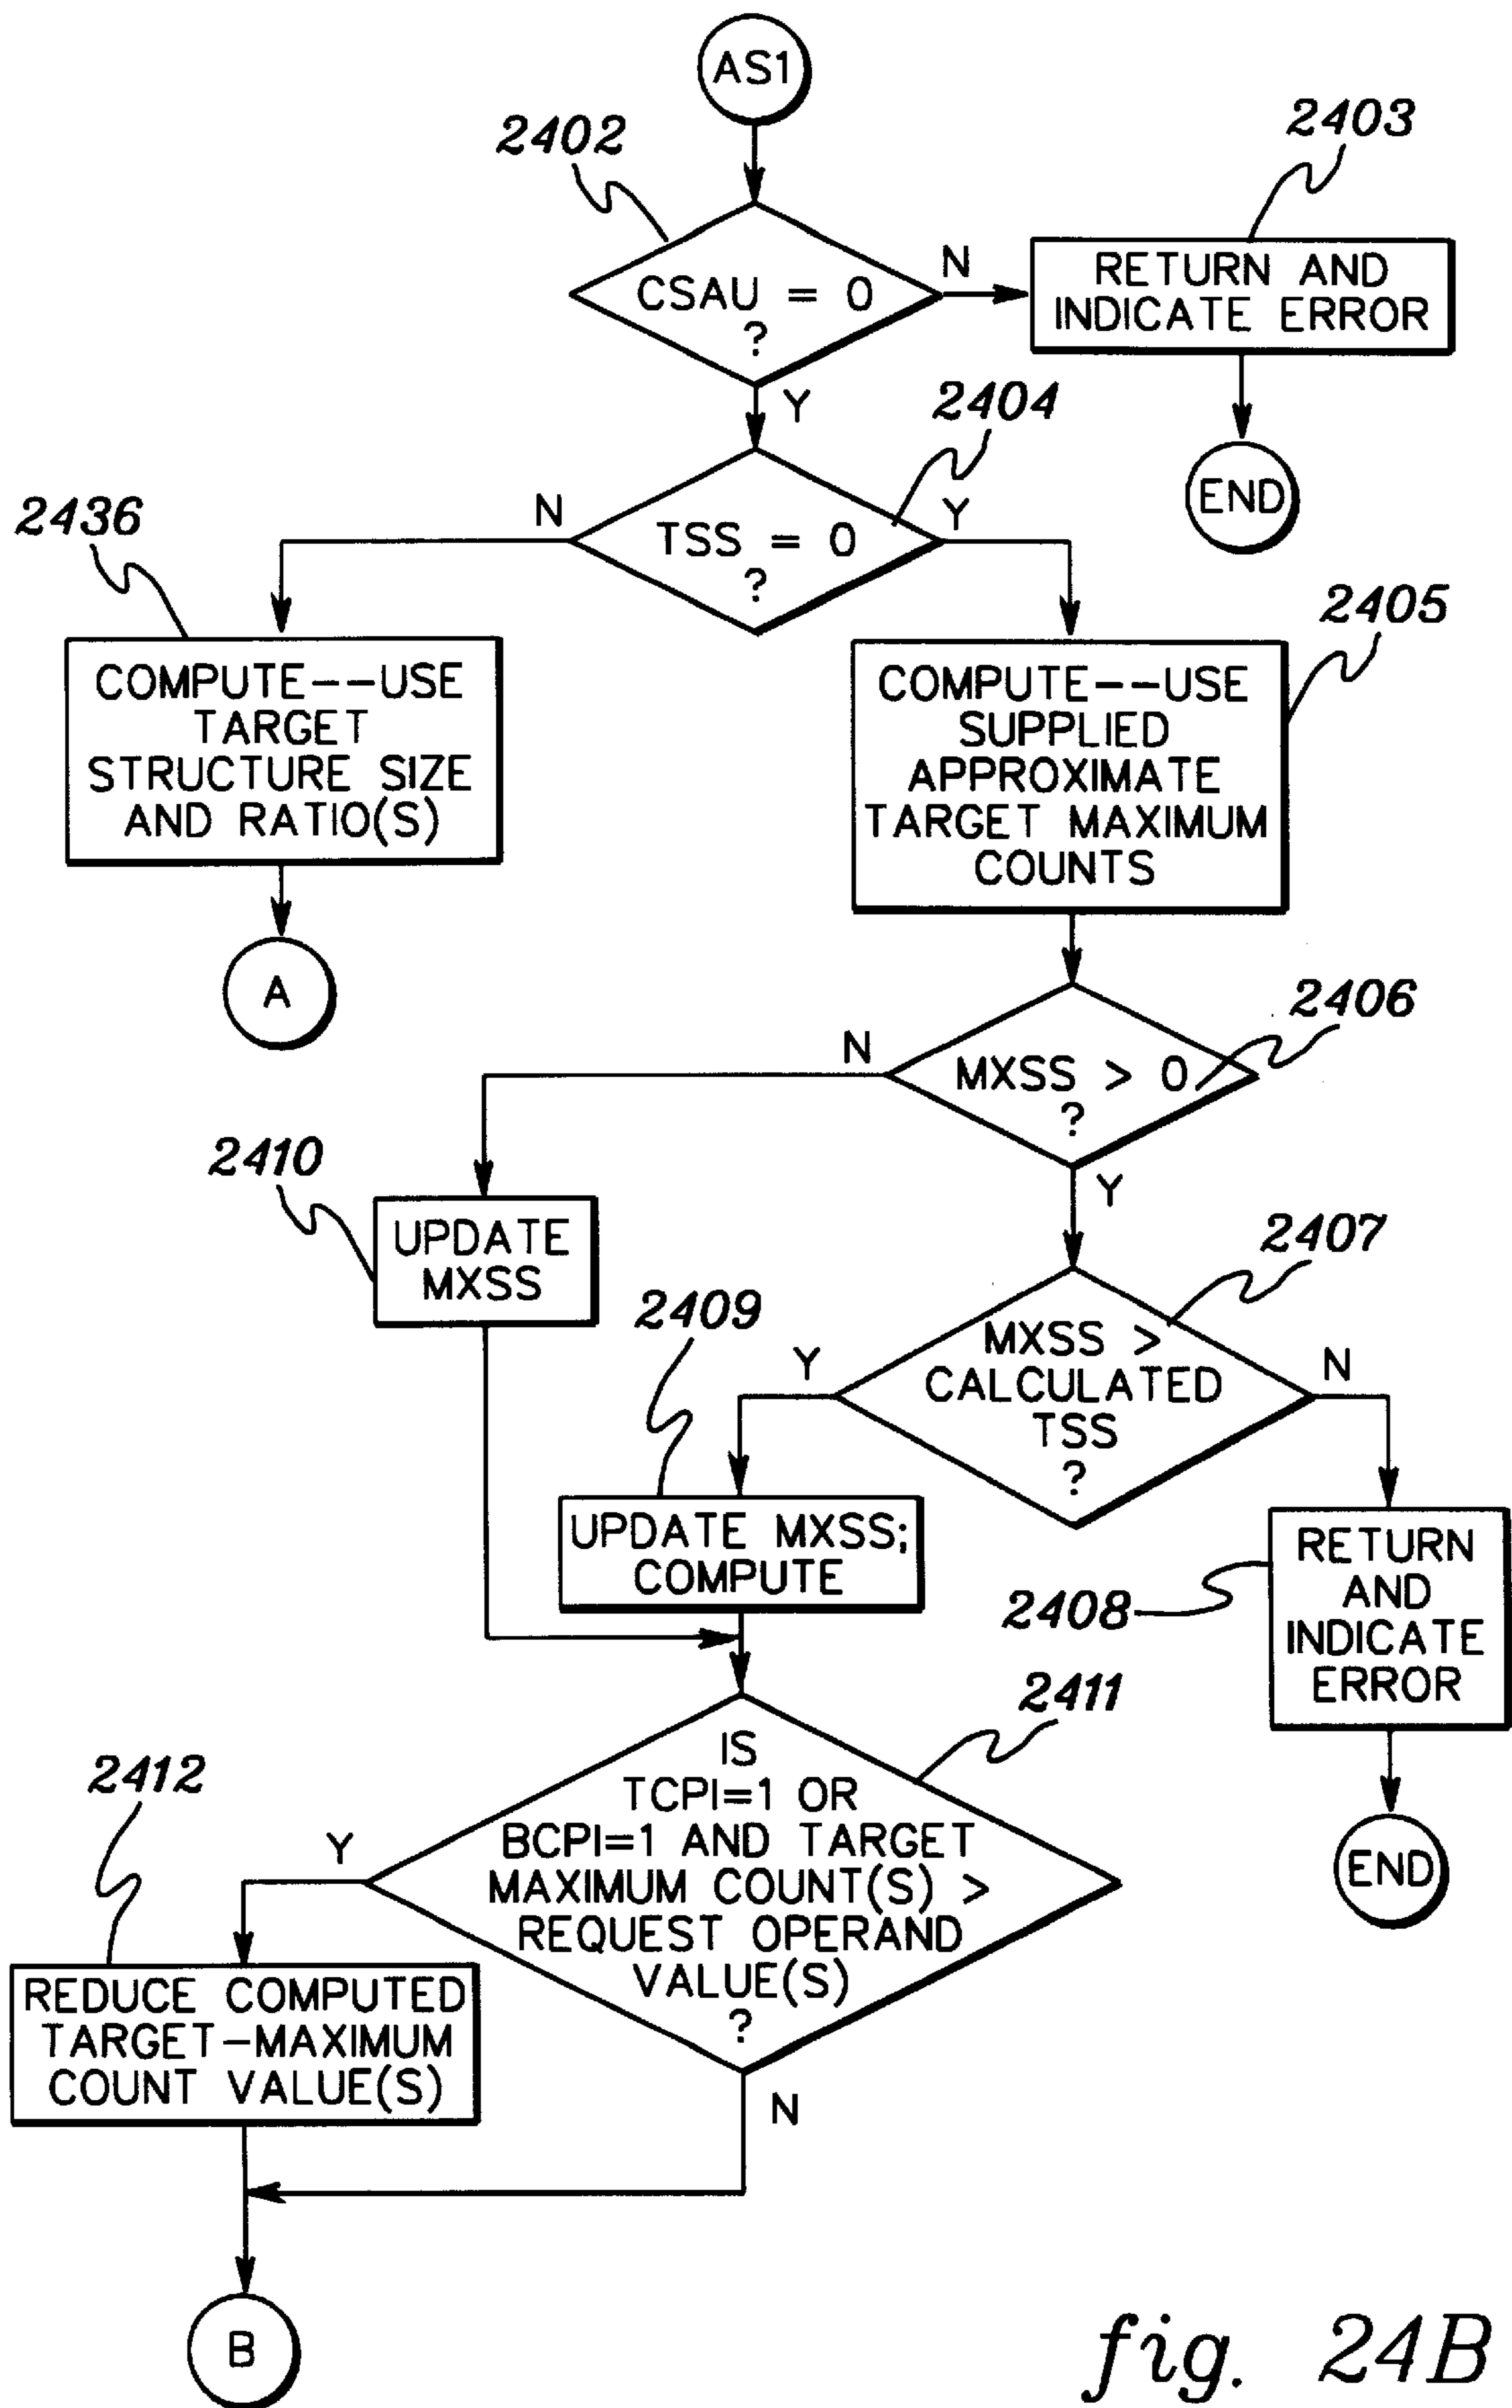 AS1
2402
2403
CSAU = 0
?
N
RETURN AND
INDICATE ERROR
Y
END
2404
2436
N
TSS = 0
?
Y
2405
COMPUTE--USE
TARGET
STRUCTURE SIZE
AND RATIO(S)
COMPUTE--USE
SUPPLIED
APPROXIMATE
TARGET MAXIMUM
COUNTS
A
2406
N
MXSS > 0
?
Y
2410
UPDATE
MXSS
2407
2409
MXSS >
CALCULATED
TSS
?
Y
N
UPDATE MXSS;
COMPUTE
2408
RETURN
AND
INDICATE
ERROR
2411
IS
TCPI=1 OR
BCPI=1 AND TARGET
MAXIMUM COUNT(S) >
REQUEST OPERAND
VALUE(S)
?
END
2412
Y
REDUCE COMPUTED
TARGET-MAXIMUM
COUNT VALUE(S)
N
B
fig. 24B